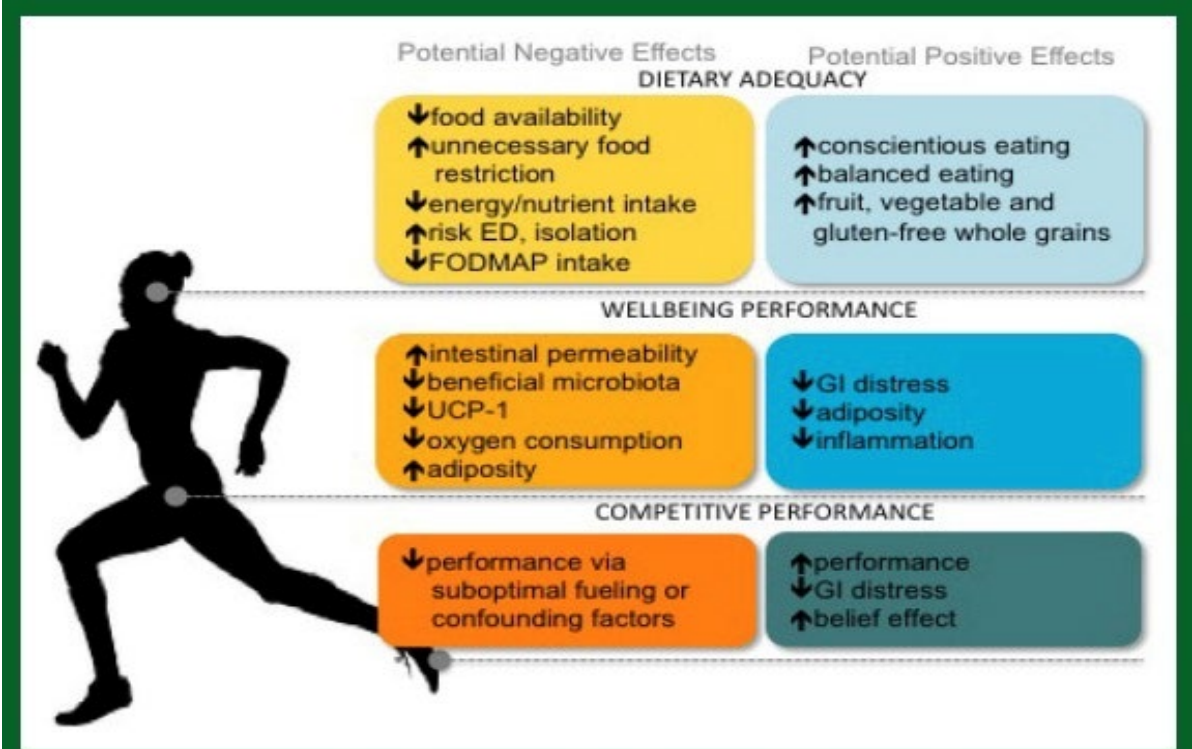 Potential Negative Effects
Potential Positive Effects
DIETARY ADEQUACY
↓food availability
↑unnecessary food
restriction
↓energy/nutrient intake
↑risk ED, isolation
↓FODMAP intake
↑conscientious eating
↑balanced eating
↑fruit, vegetable and
gluten-free whole grains
WELLBEING PERFORMANCE
↑intestinal permeability
↓beneficial microbiota
↓UCP-1
↓oxygen consumption
↑adiposity
↓GI distress
↓adiposity
↓inflammation
COMPETITIVE PERFORMANCE
↓performance via
suboptimal fueling or
confounding factors
↑performance
↓GI distress
↑belief effect